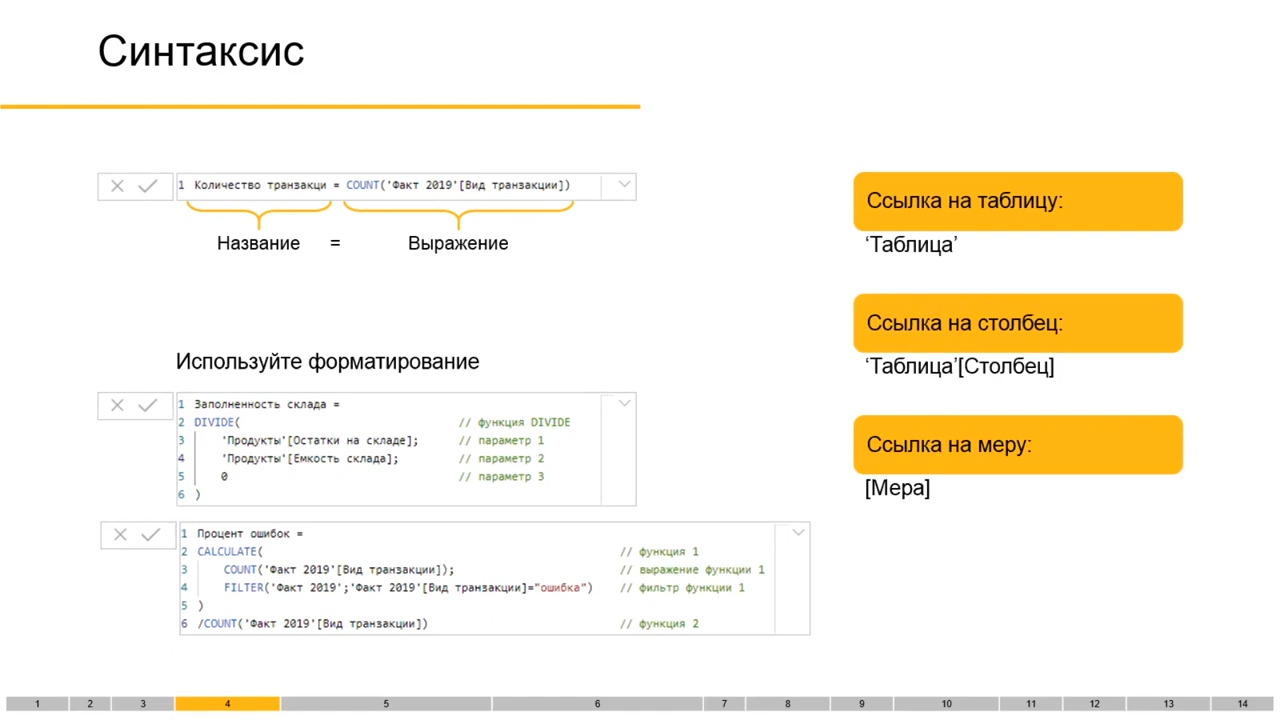 Синтаксис
1 Количество транзакци = COUNT('Факт 2019'[Вид транзакции])
Название = Выражение
Используйте форматирование
1 Заполненность склада =
2 DIVIDE( // функция DIVIDE
3 'Продукты'[Остатки на складе]; // параметр 1
4 'Продукты'[Емкость склада]; // параметр 2
5 0 // параметр 3
6 )
1 Процент ошибок =
2 CALCULATE( // функция 1
3 COUNT('Факт 2019'[Вид транзакции]); // выражение функции 1
4 FILTER('Факт 2019';'Факт 2019'[Вид транзакции]="ошибка") // фильтр функции 1
5 )
6 /COUNT('Факт 2019'[Вид транзакции]) // функция 2
Ссылка на таблицу:
‘Таблица’
Ссылка на столбец:
‘Таблица’[Столбец]
Ссылка на меру:
[Мера]
1 2 3 4 5 6 7 8 9 10 11 12 13 14